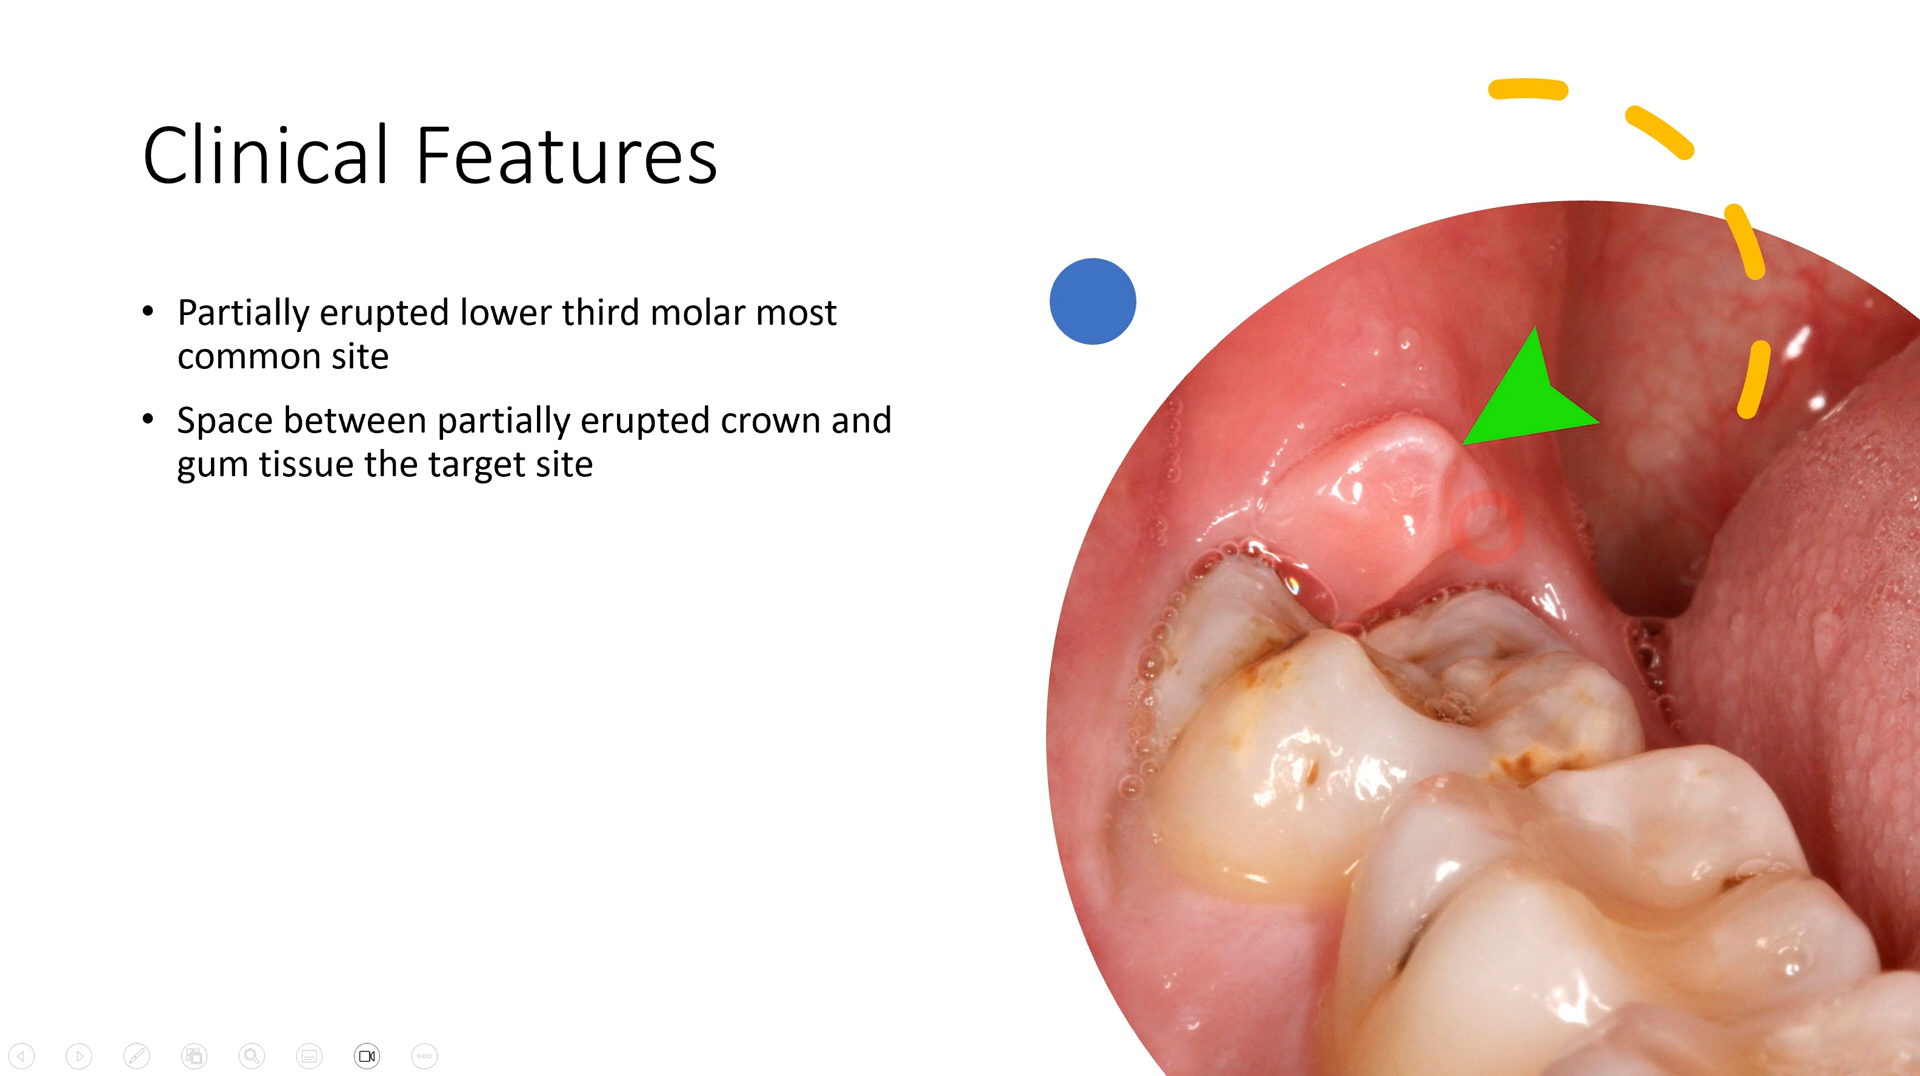 Clinical Features
• Partially erupted lower third molar most
common site
• Space between partially erupted crown and
gum tissue the target site